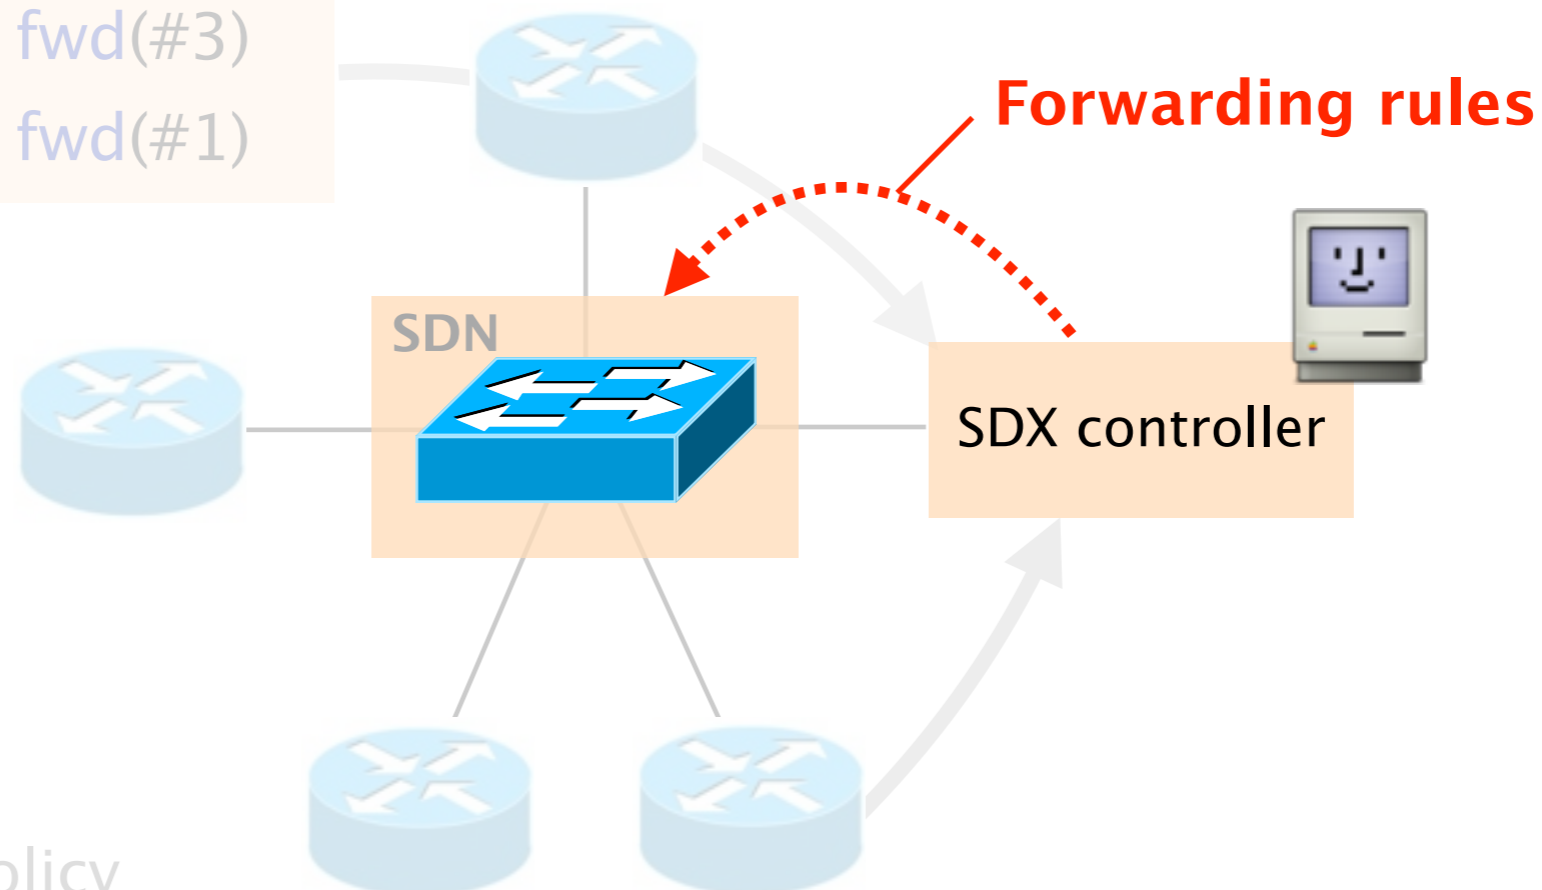 fwd(#3)
fwd(#1)
Forwarding rules
SDN
SDX controller